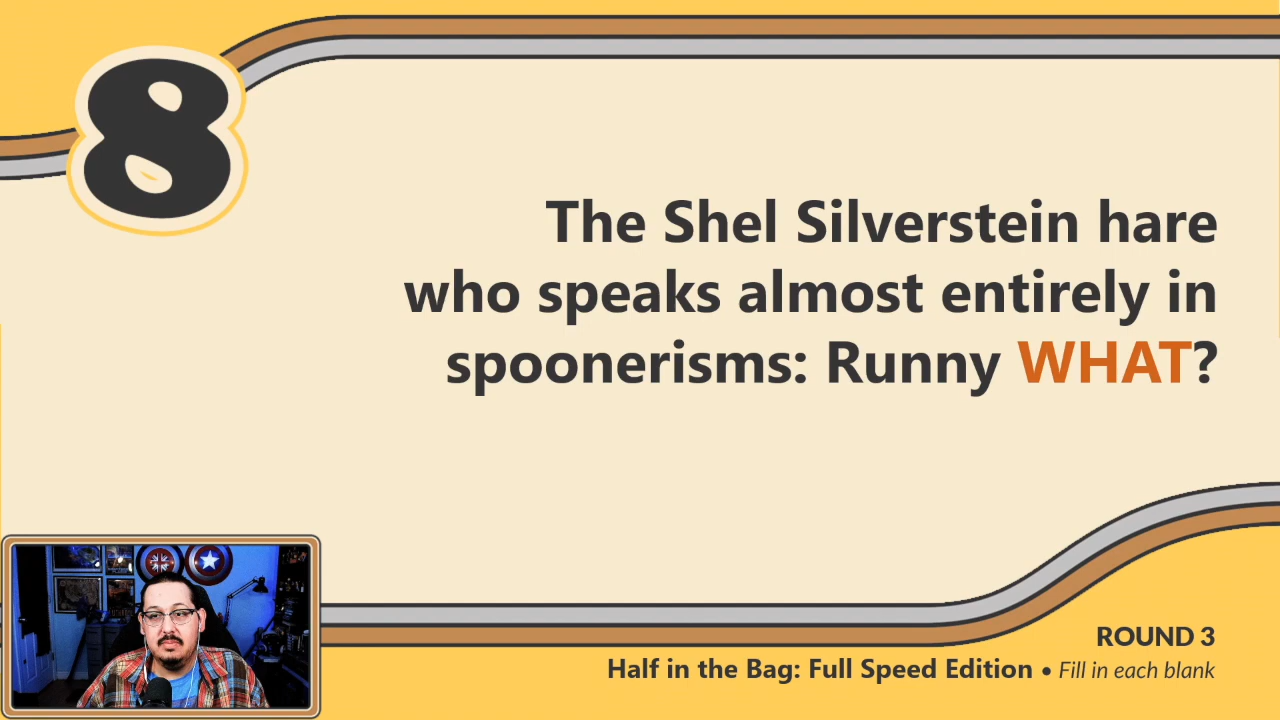 8
The Shel Silverstein hare
who speaks almost entirely in
spoonerisms: Runny WHAT?
ROUND 3
Half in the Bag: Full Speed Edition • Fill in each blank